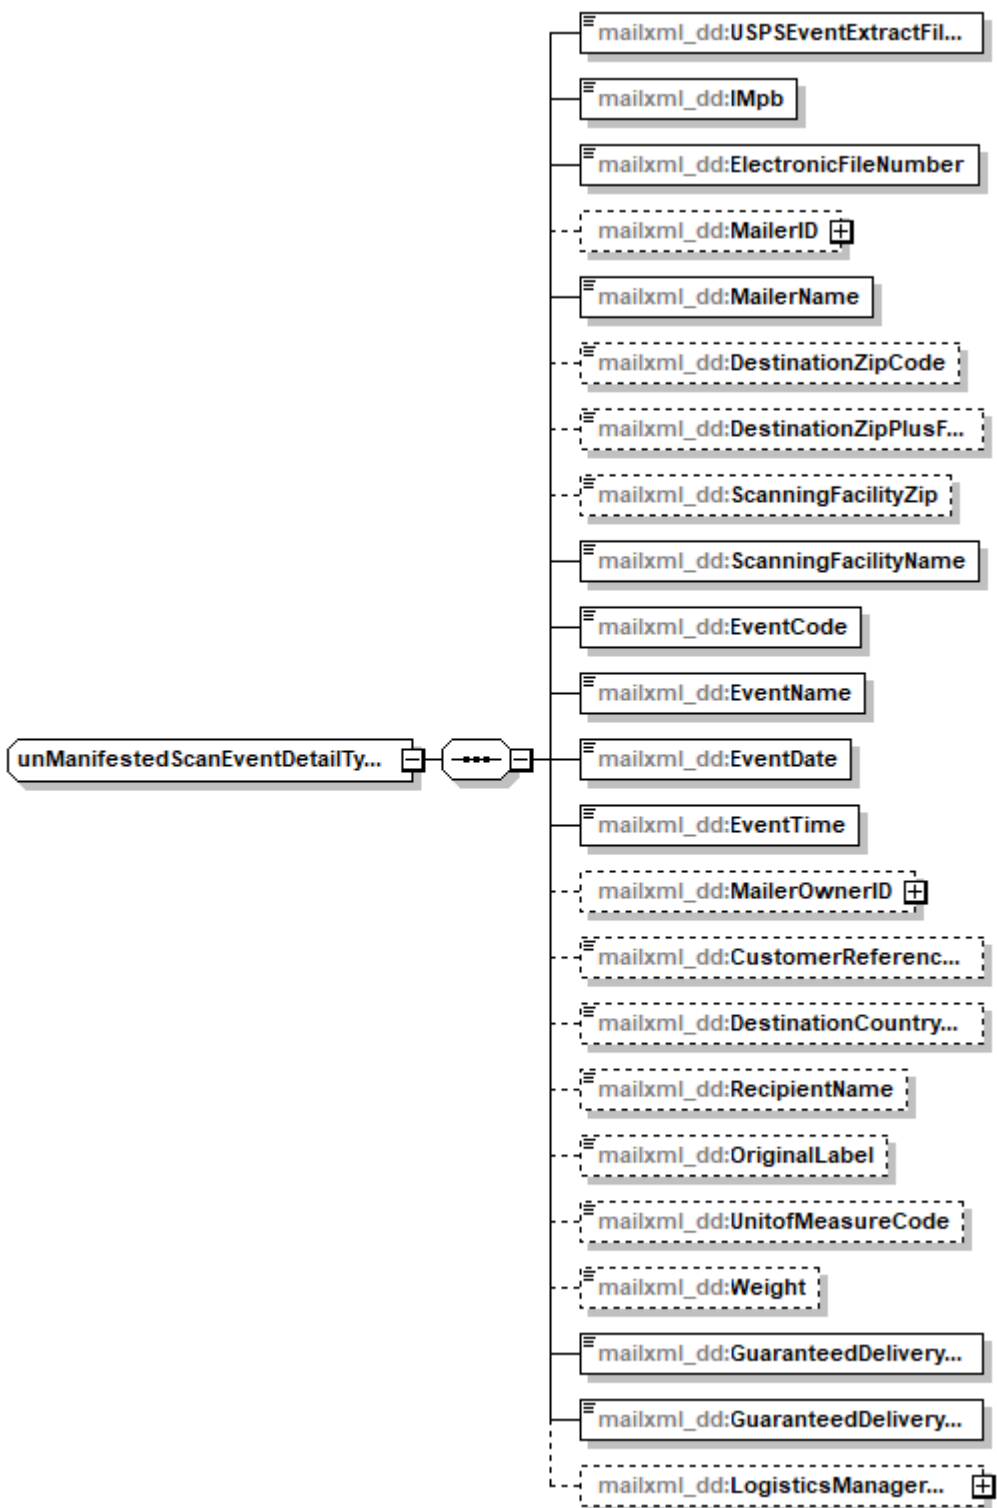 mailxml_dd:USPSEventExtractFil...
mailxml_dd:IMpb
mailxml_dd:ElectronicFileNumber
mailxml_dd:MailerID
mailxml_dd:MailerName
mailxml_dd:DestinationZipCode
mailxml_dd:DestinationZipPlusF...
mailxml_dd:ScanningFacilityZip
mailxml_dd:ScanningFacilityName
mailxml_dd:EventCode
mailxml_dd:EventName
unManifestedScanEventDetailTy...
mailxml_dd:EventDate
mailxml_dd:EventTime
mailxml_dd:MailerOwnerID
mailxml_dd:CustomerReferenc...
mailxml_dd:DestinationCountry...
mailxml_dd:RecipientName
mailxml_dd:OriginalLabel
mailxml_dd:UnitofMeasureCode
mailxml_dd:Weight
mailxml_dd:GuaranteedDelivery...
mailxml_dd:GuaranteedDelivery...
mailxml_dd:LogisticsManager...